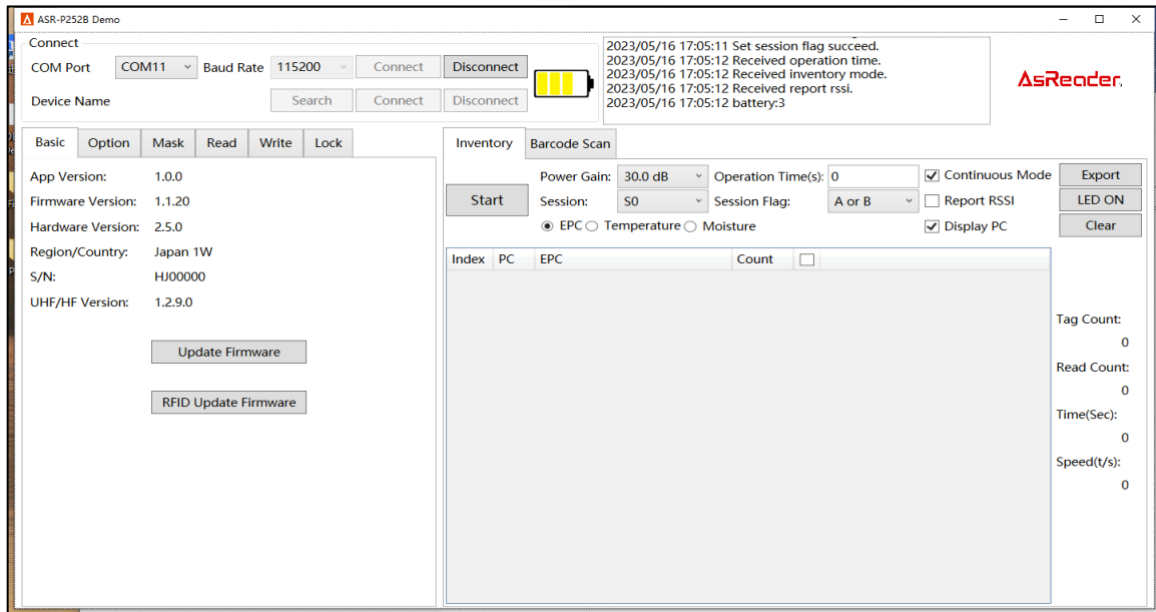 ASR-P252B Demo
Connect
COM Port COM11 Baud Rate 115200 Connect Disconnect
Device Name Search Connect Disconnect
2023/05/16 17:05:11 Set session flag succeed.
2023/05/16 17:05:12 Received operation time.
2023/05/16 17:05:12 Received inventory mode.
2023/05/16 17:05:12 Received report rssi.
2023/05/16 17:05:12 battery:3
AsReader.
Basic Option Mask Read Write Lock
App Version: 1.0.0
Firmware Version: 1.1.20
Hardware Version: 2.5.0
Region/Country: Japan 1W
S/N: HJ00000
UHF/HF Version: 1.2.9.0
Update Firmware
RFID Update Firmware
Inventory Barcode Scan
Start
Power Gain: 30.0 dB Operation Time(s): 0 Continuous Mode Export
Session: S0 Session Flag: A or B Report RSSI LED ON
EPC Temperature Moisture Display PC Clear
Index PC EPC Count
Tag Count:
0
Read Count:
0
Time(Sec):
0
Speed(t/s):
0